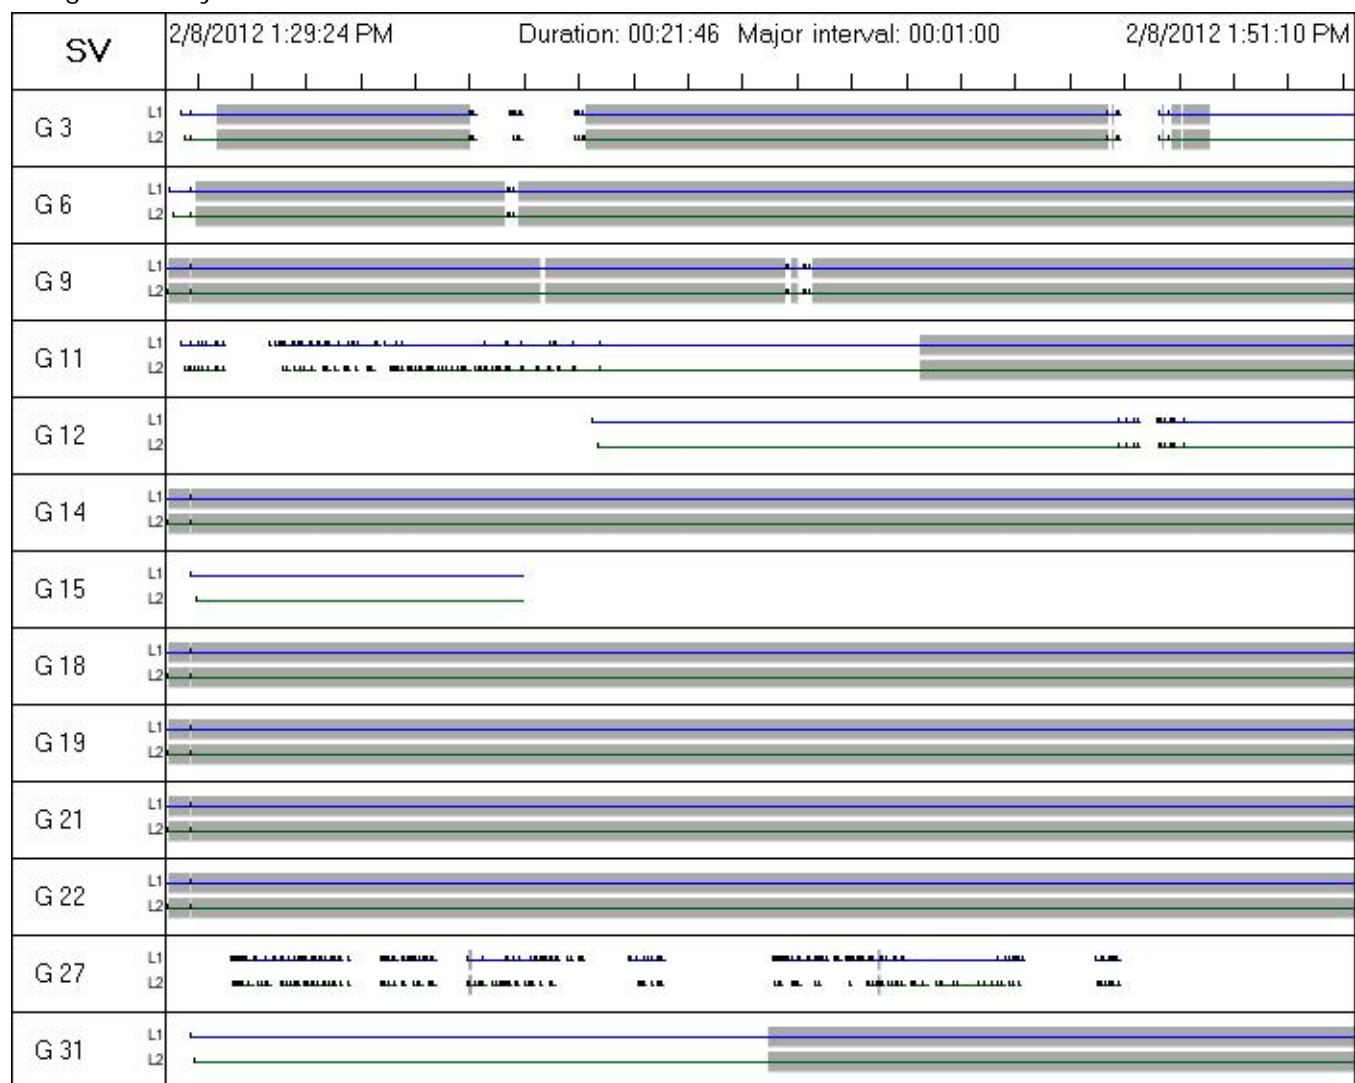 SV 2/8/2012 1:29:24 PM Duration: 00:21:46 Major interval: 00:01:00 2/8/2012 1:51:10 PM
G 3 L1
L2
G 6 L1
L2
G 9 L1
L2
G 11 L1
L2
G 12 L1
L2
G 14 L1
L2
G 15 L1
L2
G 18 L1
L2
G 19 L1
L2
G 21 L1
L2
G 22 L1
L2
G 27 L1
L2
G 31 L1
L2